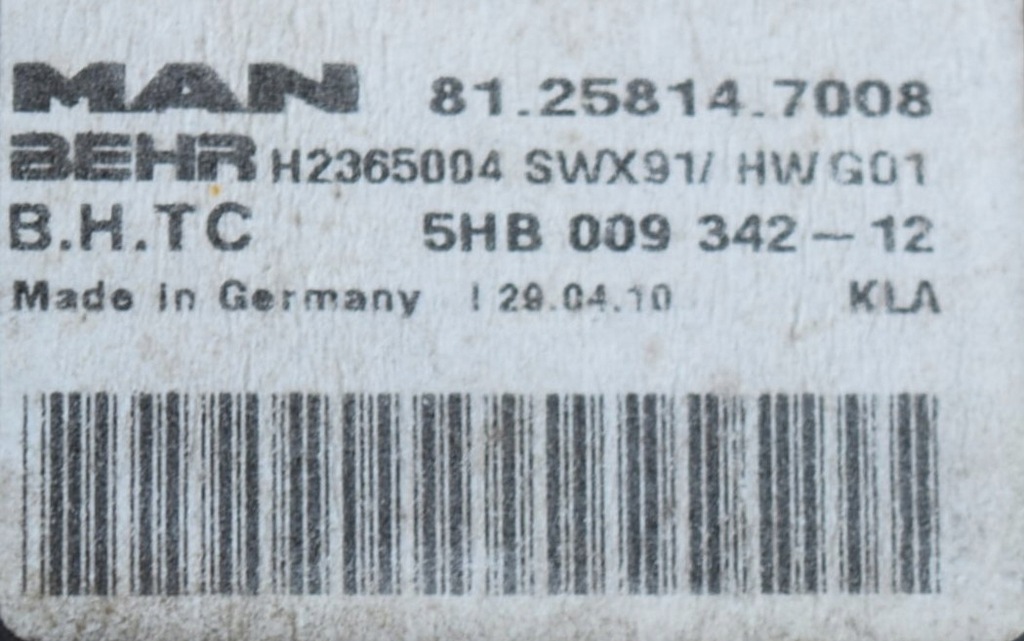 MAN 81.25814.7008
BEHR H2365004 SWX91/ HWG01
B.H.TC 5HB 009 342-12
Made in Germany ! 29.04.10 KLA